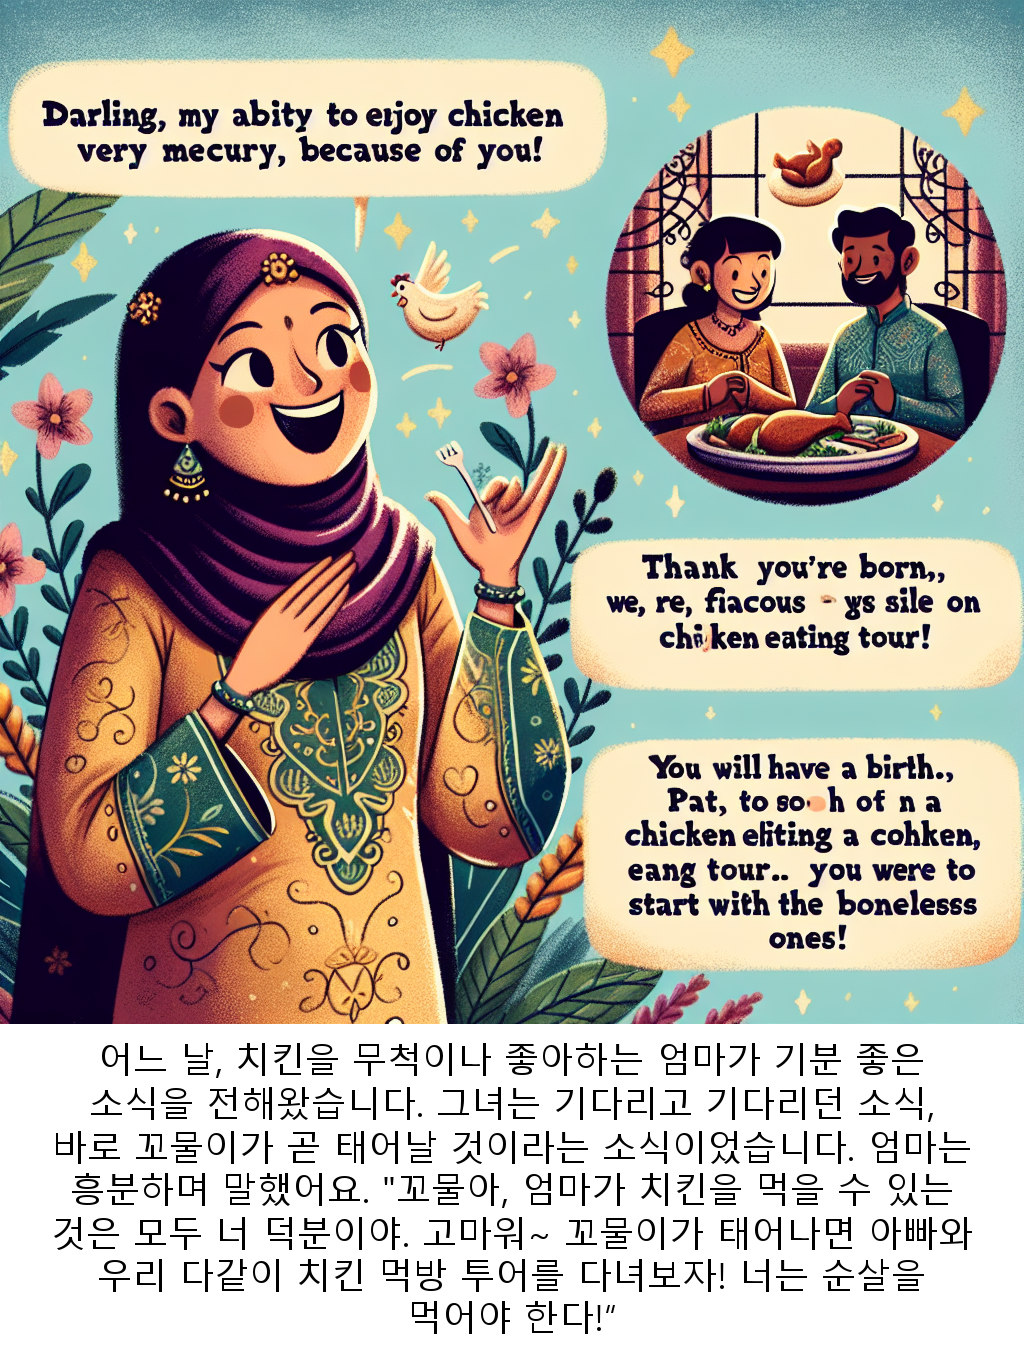 Darling, my abity to eıjoy chicken
very mecury, because of you!
Thank you're born,,
we, re, fiacous ys sile on
chi ken eating tour!
You will have a birth.,
Pat, to so h of n a
chicken eliting a cohken,
eang tour.. you were to
start with the bonelesss
ones!
어느 날, 치킨을 무척이나 좋아하는 엄마가 기분 좋은
소식을 전해왔습니다. 그녀는 기다리고 기다리던 소식,
바로 꼬물이가 곧 태어날 것이라는 소식이었습니다. 엄마는
흥분하며 말했어요. "꼬물아, 엄마가 치킨을 먹을 수 있는
것은 모두 너 덕분이야. 고마워~ 꼬물이가 태어나면 아빠와
우리 다같이 치킨 먹방 투어를 다녀보자! 너는 순살을
먹어야 한다!"